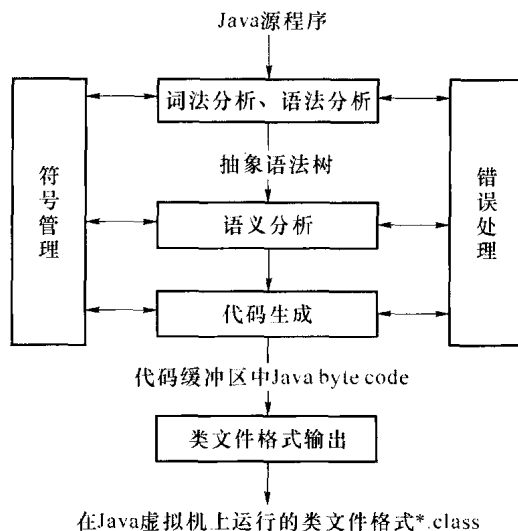 Java源程序
词法分析、语法分析
抽象语法树
符号管理
语义分析
错误处理
代码生成
代码缓冲区中Java byte code
类文件格式输出
在Java虚拟机上运行的类文件格式*.class